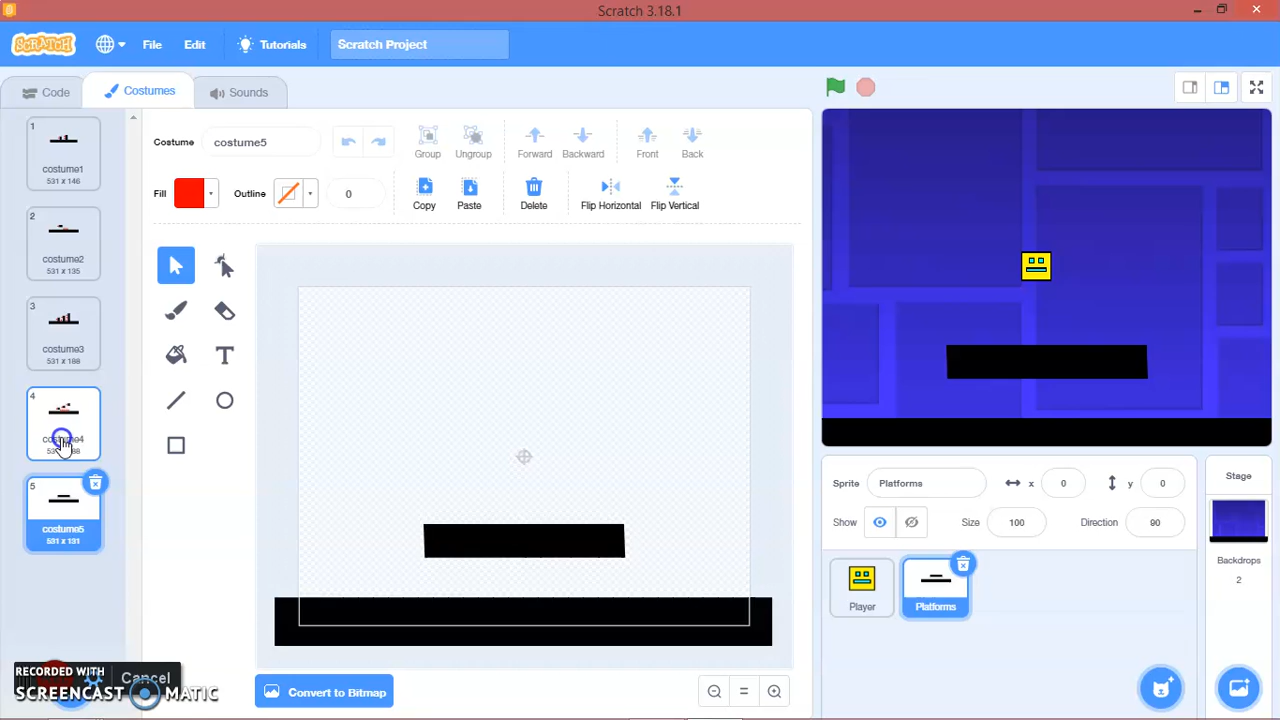 Scratch 3.18.1
SCRATCH File Edit Tutorials Scratch Project
Code Costumes Sounds
Costume costume5 Group Ungroup Forward Backward Front Back
Fill Outline 0 Copy Paste Delete Flip Horizontal Flip Vertical
1
costume1
531 x 146
2
costume2
531 x 135
3
costume3
531 x 188
4
costume4
5
costume5
531 x 131
T
Convert to Bitmap
Sprite Platforms x 0 y 0
Show Size 100 Direction 90
Player Platforms
Stage
Backdrops
2
Cancel
RECORDED WITH
SCREENCAST MATIC